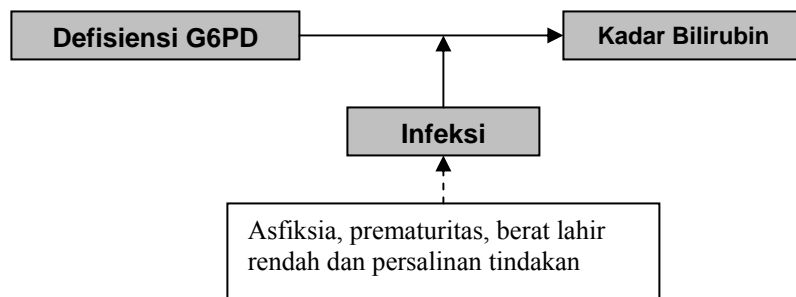 Defisiensi G6PD
Kadar Bilirubin
Infeksi
Asfiksia, prematuritas, berat lahir
rendah dan persalinan tindakan